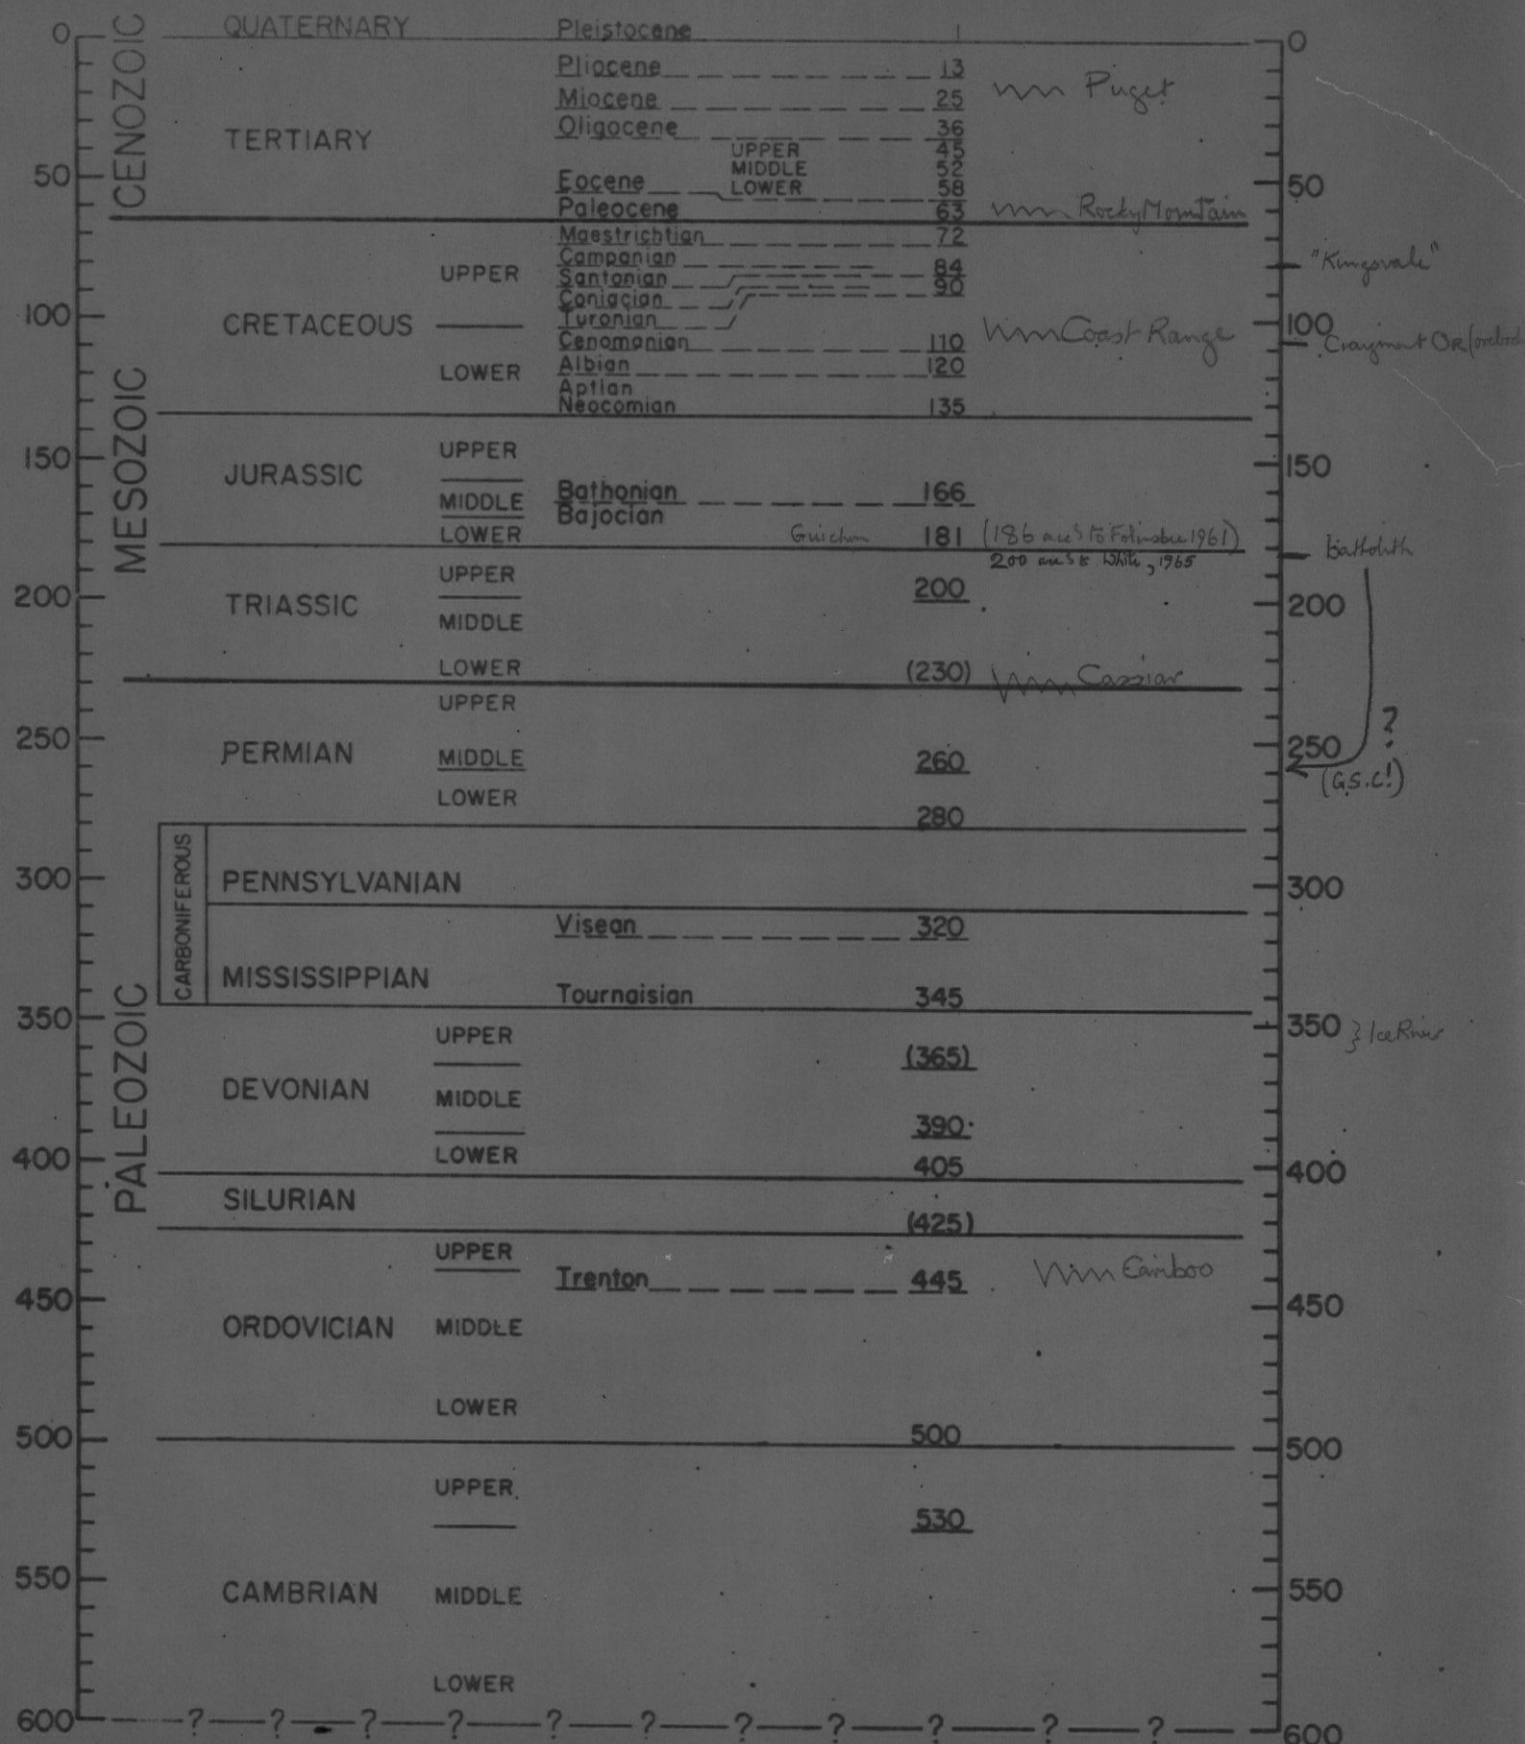 0 CENOZOIC QUATERNARY Pleistocene 1 0
Pliocene 13 Puget
Miocene 25
Oligocene 36
TERTIARY UPPER 45
MIDDLE 52
50 Eocene LOWER 58 50
Paleocene 63 Rocky Mountain
Maestrichtian 72
Campanian "Kingsvale"
UPPER Santonian 84
Coniacian 90
100 CRETACEOUS Turonian Coast Range 100
Cenomanian 110
LOWER Albian 120
Aptian
MESOZOIC Neocomian 135
150 UPPER 150
JURASSIC
MIDDLE Bathonian 166
Bajocian
LOWER 181 (186 1961)
200 White, 1965 Batholith
UPPER 200
200 TRIASSIC 200
MIDDLE
LOWER (230) Cassiar
UPPER
250 PERMIAN MIDDLE 260 250 ?
(G.S.C!)
LOWER 280
CARBONIFEROUS
300 PENNSYLVANIAN 300
Visean 320
MISSISSIPPIAN
Tournaisian 345
350 PALEOZOIC UPPER 350 } Ice River
(365)
DEVONIAN MIDDLE
390
400 LOWER 405 400
SILURIAN
(425)
UPPER
Trenton 445 Cariboo
450 450
ORDOVICIAN MIDDLE
LOWER
500 500 500
UPPER
530
550 550
CAMBRIAN MIDDLE
LOWER
600 ? ? ? ? ? ? ? ? ? ? ? 600